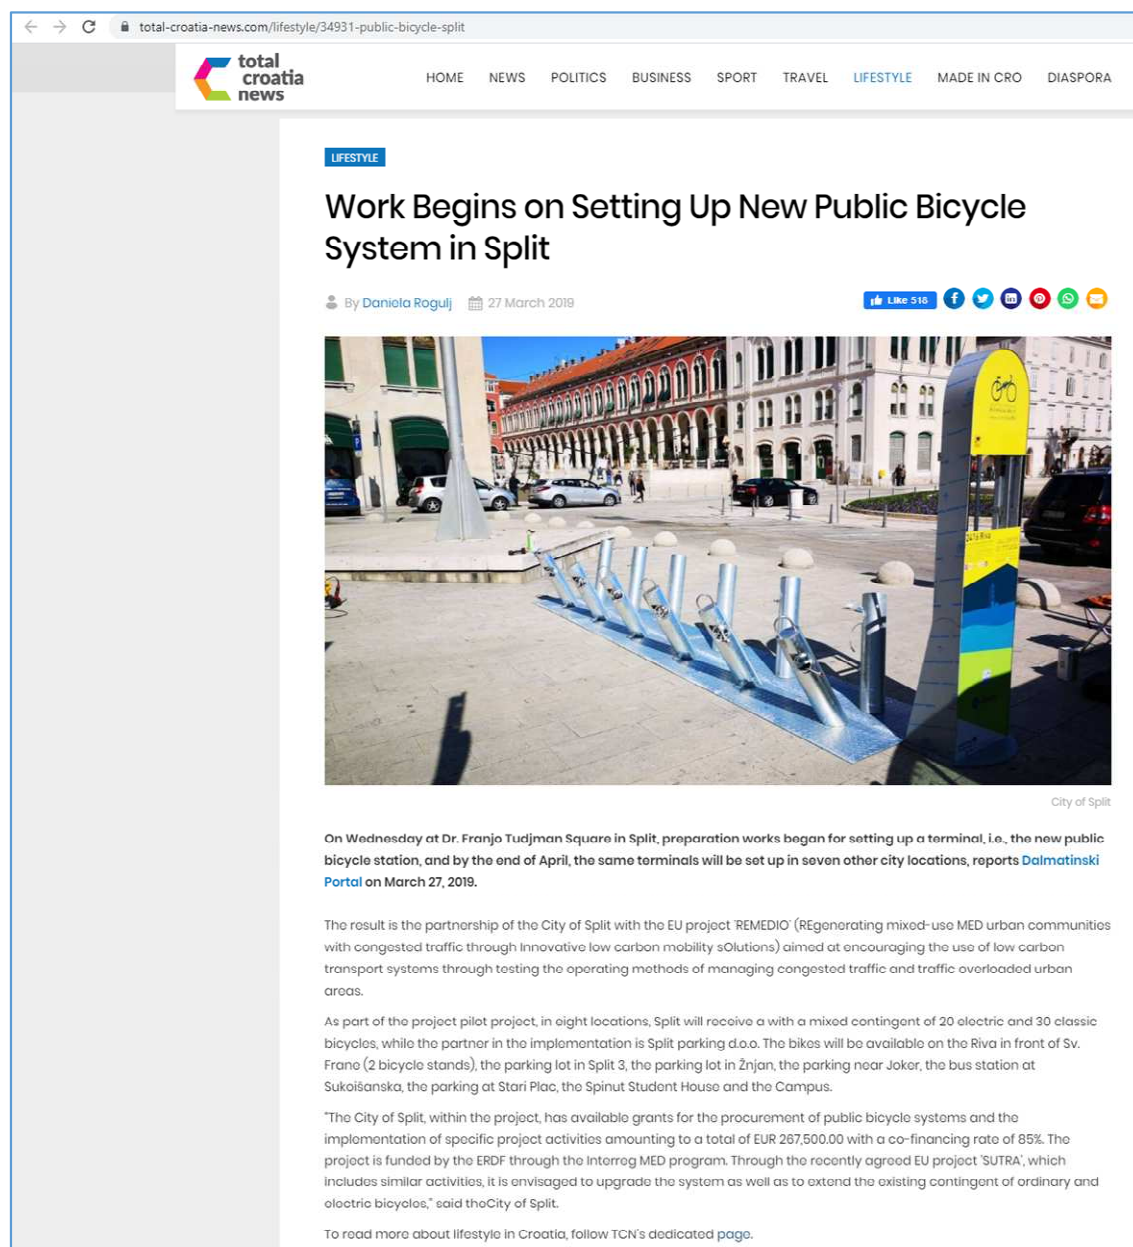 total-croatia-news.com/lifestyle/34931-public-bicycle-split
total
croatia
news
HOME NEWS POLITICS BUSINESS SPORT TRAVEL LIFESTYLE MADE IN CRO DIASPORA
LIFESTYLE
Work Begins on Setting Up New Public Bicycle
System in Split
By Daniela Rogulj 27 March 2019
Like 518
City of Split
On Wednesday at Dr. Franjo Tudjman Square in Split, preparation works began for setting up a terminal, i.e., the new public
bicycle station, and by the end of April, the same terminals will be set up in seven other city locations, reports Dalmatinski
Portal on March 27, 2019.
The result is the partnership of the City of Split with the EU project 'REMEDIO' (REgenerating mixed-use MED urban communities
with congested traffic through Innovative low carbon mobility sOlutions) aimed at encouraging the use of low carbon
transport systems through testing the operating methods of managing congested traffic and traffic overloaded urban
areas.
As part of the project pilot project, in eight locations, Split will receive a with a mixed contingent of 20 electric and 30 classic
bicycles, while the partner in the implementation is Split parking d.o.o. The bikes will be available on the Riva in front of Sv.
Frane (2 bicycle stands), the parking lot in Split 3, the parking lot in Žnjan, the parking near Joker, the bus station at
Sukoišanska, the parking at Stari Plac, the Spinut Student House and the Campus.
"The City of Split, within the project, has available grants for the procurement of public bicycle systems and the
implementation of specific project activities amounting to a total of EUR 267,500.00 with a co-financing rate of 85%. The
project is funded by the ERDF through the Interreg MED program. Through the recently agreed EU project 'SUTRA', which
includes similar activities, it is envisaged to upgrade the system as well as to extend the existing contingent of ordinary and
electric bicycles," said theCity of Split.
To read more about lifestyle in Croatia, follow TCN's dedicated page.